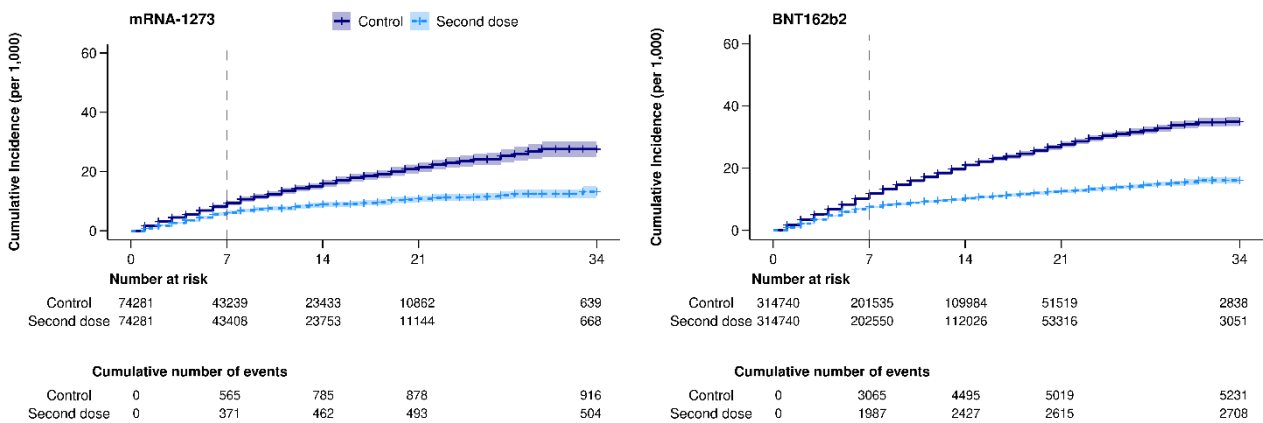 mRNA-1273
Control Second dose
Cumulative Incidence (per 1,000)
60
40
20
0
0 7 14 21 34
Number at risk
Control 74281 43239 23433 10862 639
Second dose 74281 43408 23753 11144 668
Cumulative number of events
Control 0 565 785 878 916
Second dose 0 371 462 493 504
BNT162b2
Cumulative Incidence (per 1,000)
60
40
20
0
0 7 14 21 34
Number at risk
Control 314740 201535 109984 51519 2838
Second dose 314740 202550 112026 53316 3051
Cumulative number of events
Control 0 3065 4495 5019 5231
Second dose 0 1987 2427 2615 2708